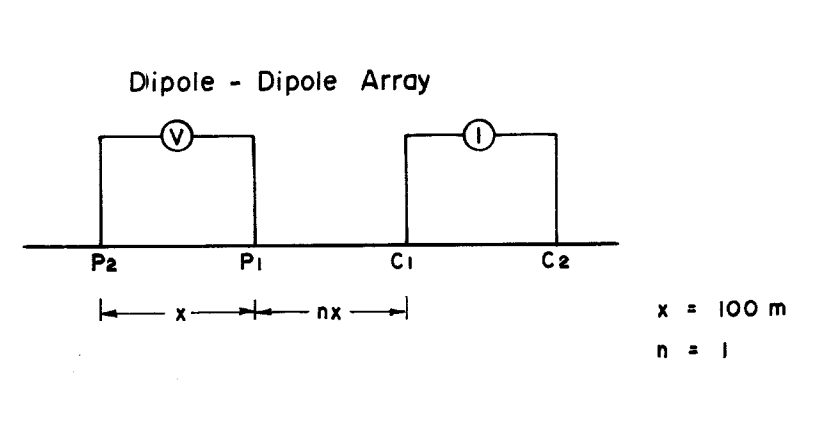 Dipole - Dipole Array
V I
P2 P1 C1 C2
x nx
x = 100 m
n = 1